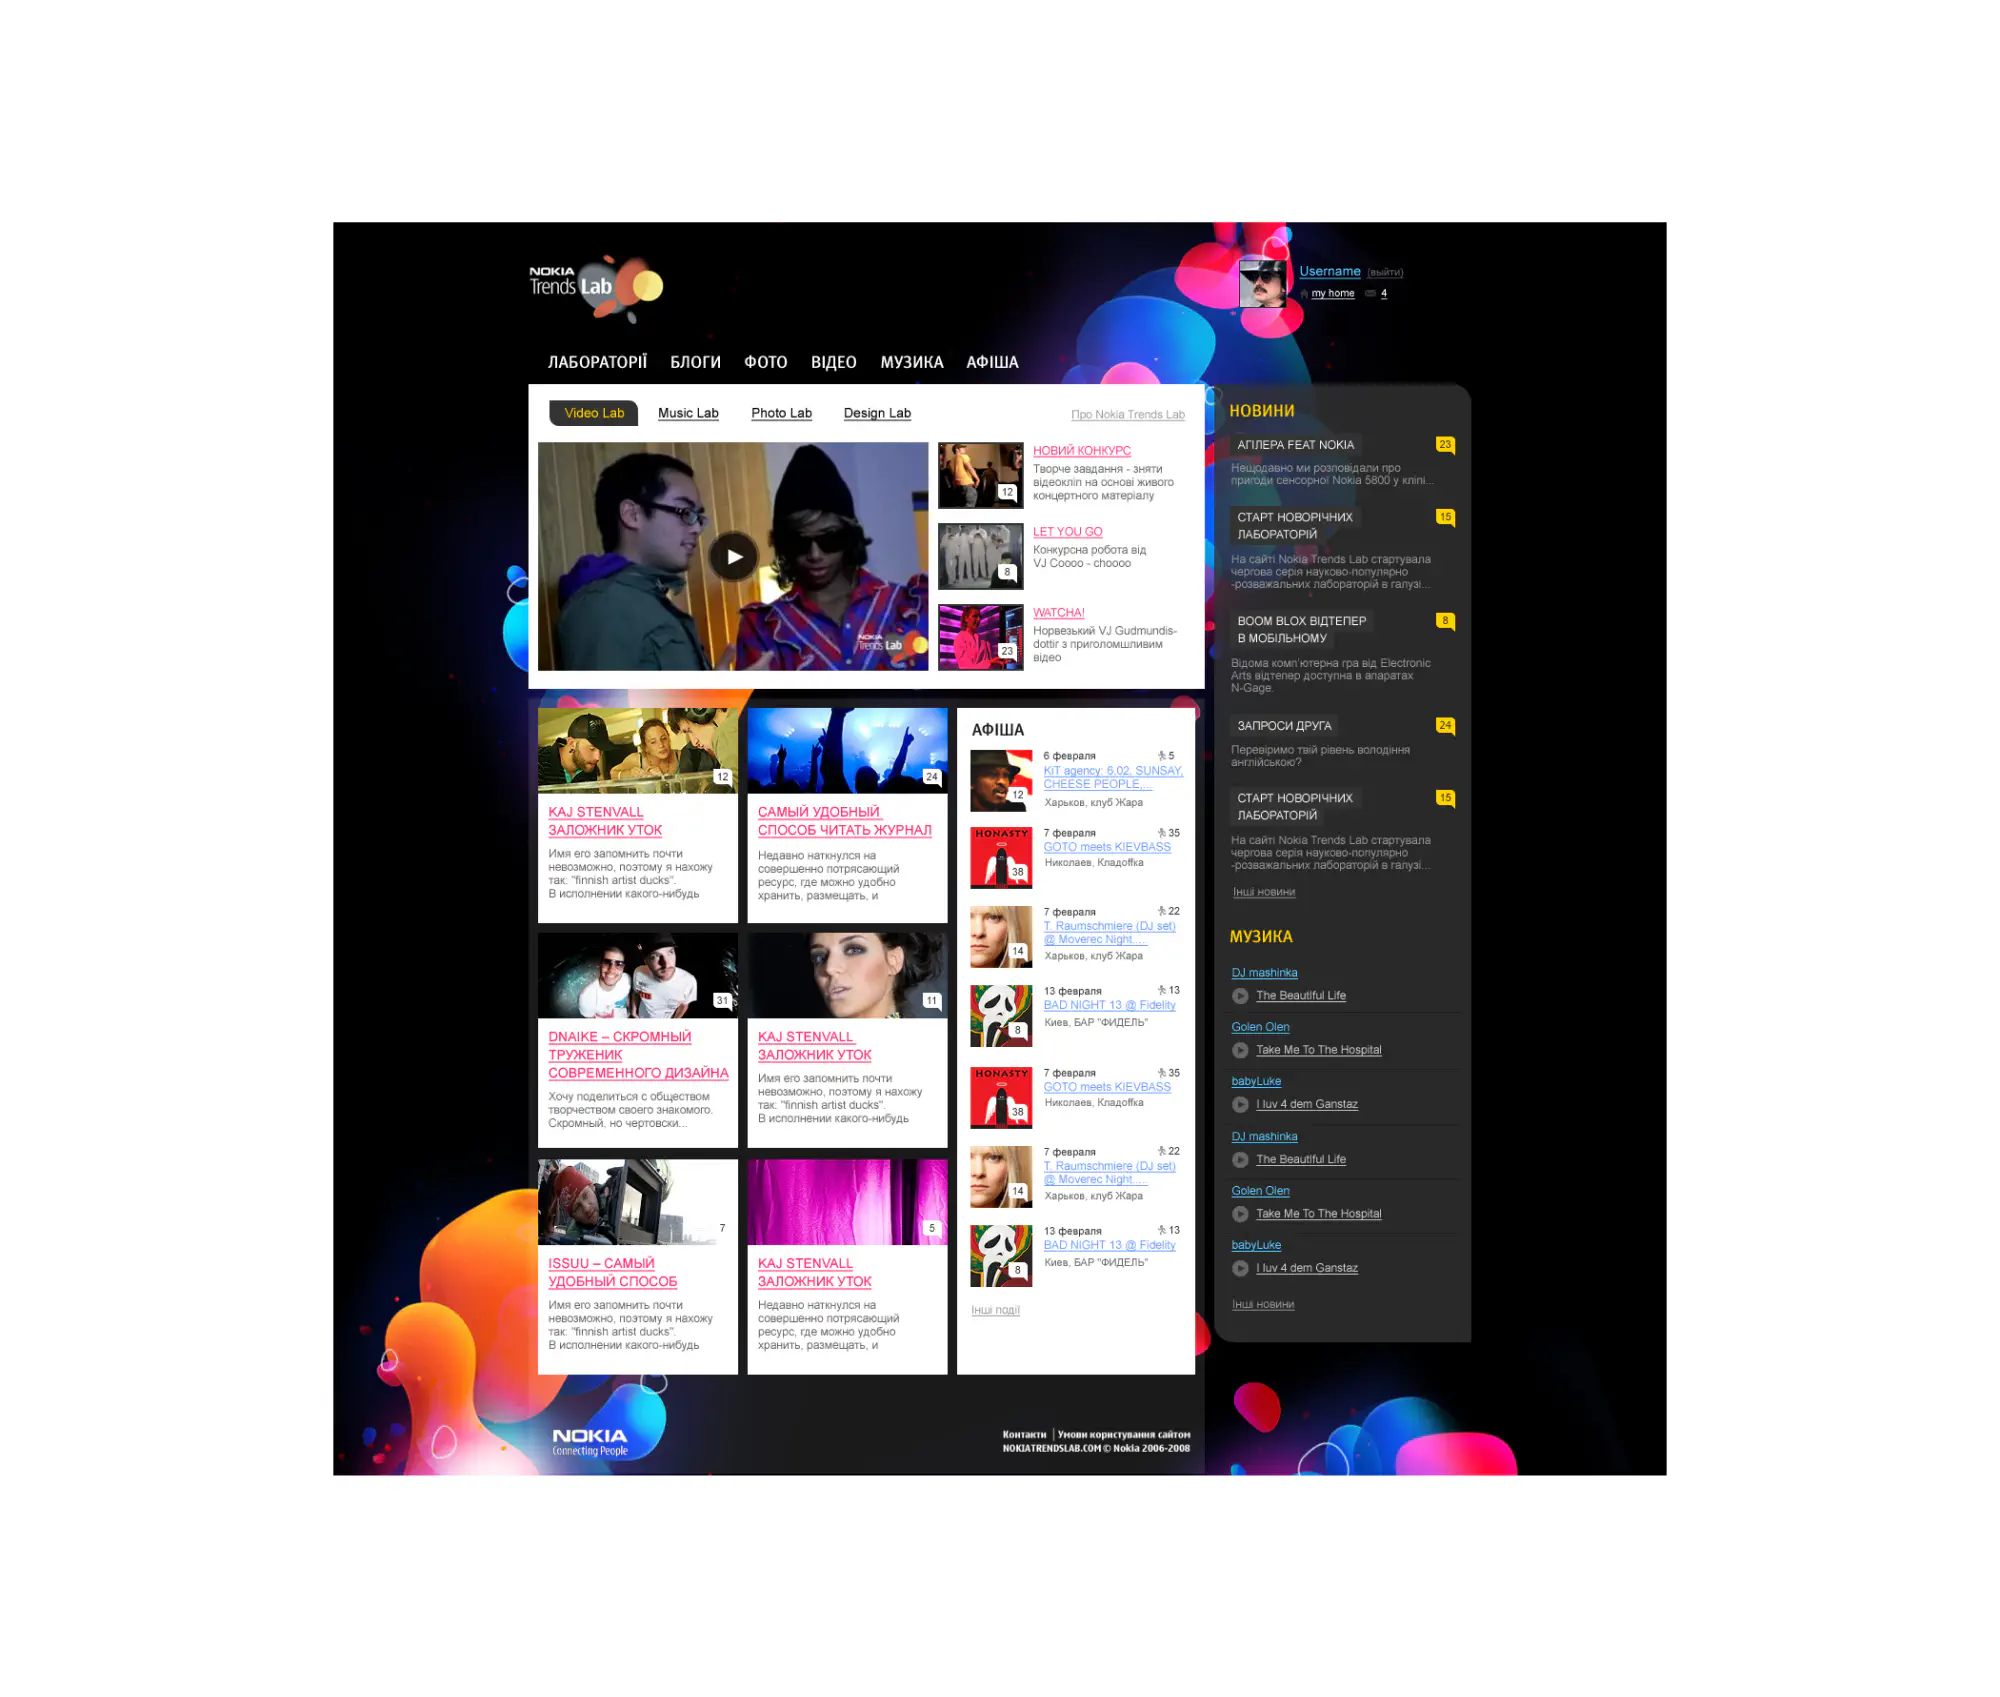 NOKIA
Trends Lab
Username (выйти)
my home 4
ЛАБОРАТОРІЇ БЛОГИ ФОТО ВІДЕО МУЗИКА АФІША
Video Lab Music Lab Photo Lab Design Lab Про Nokia Trends Lab
NOKIA
Trends Lab
12
НОВИЙ КОНКУРС
Творче завдання - зняти
відеокліп на основі живого
концертного матеріалу
8
LET YOU GO
Конкурсна робота від
VJ Coooo - choooo
23
WATCHA!
Норвезький VJ Gudmundis-
dottir з приголомшливим
відео
12
KAJ STENVALL
ЗАЛОЖНИК УТОК
Имя его запомнить почти
невозможно, поэтому я нахожу
так: "finnish artist ducks".
В исполнении какого-нибудь
24
САМЫЙ УДОБНЫЙ
СПОСОБ ЧИТАТЬ ЖУРНАЛ
Недавно наткнулся на
совершенно потрясающий
ресурс, где можно удобно
хранить, размещать, и
31
DNAIKE – СКРОМНЫЙ
ТРУЖЕНИК
СОВРЕМЕННОГО ДИЗАЙНА
Хочу поделиться с обществом
творчеством своего знакомого.
Скромный, но чертовски...
11
KAJ STENVALL
ЗАЛОЖНИК УТОК
Имя его запомнить почти
невозможно, поэтому я нахожу
так: "finnish artist ducks".
В исполнении какого-нибудь
7
ISSUU – САМЫЙ
УДОБНЫЙ СПОСОБ
Имя его запомнить почти
невозможно, поэтому я нахожу
так: "finnish artist ducks".
В исполнении какого-нибудь
5
KAJ STENVALL
ЗАЛОЖНИК УТОК
Недавно наткнулся на
совершенно потрясающий
ресурс, где можно удобно
хранить, размещать, и
АФІША
12
6 февраля 5
KiT agency: 6.02, SUNSAY,
CHEESE PEOPLE,...
Харьков, клуб Жара
HONASTY
38
7 февраля 35
GOTO meets KIEVBASS
Николаев, Кладоffка
14
7 февраля 22
T. Raumschmiere (DJ set)
@ Moverec Night.....
Харьков, клуб Жара
8
13 февраля 13
BAD NIGHT 13 @ Fidelity
Киев, БАР "ФИДЕЛЬ"
HONASTY
38
7 февраля 35
GOTO meets KIEVBASS
Николаев, Кладоffка
14
7 февраля 22
T. Raumschmiere (DJ set)
@ Moverec Night.....
Харьков, клуб Жара
8
13 февраля 13
BAD NIGHT 13 @ Fidelity
Киев, БАР "ФИДЕЛЬ"
Інші події
НОВИНИ
АГІЛЕРА FEAT NOKIA 23
Нещодавно ми розповідали про
пригоди сенсорної Nokia 5800 у кліпі...
СТАРТ НОВОРІЧНИХ 15
ЛАБОРАТОРІЙ
На сайті Nokia Trends Lab стартувала
чергова серія науково-популярно
-розважальних лабораторій в галузі...
BOOM BLOX ВІДТЕПЕР 8
В МОБІЛЬНОМУ
Відома комп'ютерна гра від Electronic
Arts відтепер доступна в апаратах
N-Gage.
ЗАПРОСИ ДРУГА 24
Перевіримо твій рівень володіння
англійською?
СТАРТ НОВОРІЧНИХ 15
ЛАБОРАТОРІЙ
На сайті Nokia Trends Lab стартувала
чергова серія науково-популярно
-розважальних лабораторій в галузі...
Інші новини
МУЗИКА
DJ mashinka
The Beautiful Life
Golen Olen
Take Me To The Hospital
babyLuke
I luv 4 dem Ganstaz
DJ mashinka
The Beautiful Life
Golen Olen
Take Me To The Hospital
babyLuke
I luv 4 dem Ganstaz
Інші новини
NOKIA
Connecting People
Контакти | Умови користування сайтом
NOKIATRENDSLAB.COM © Nokia 2006-2008